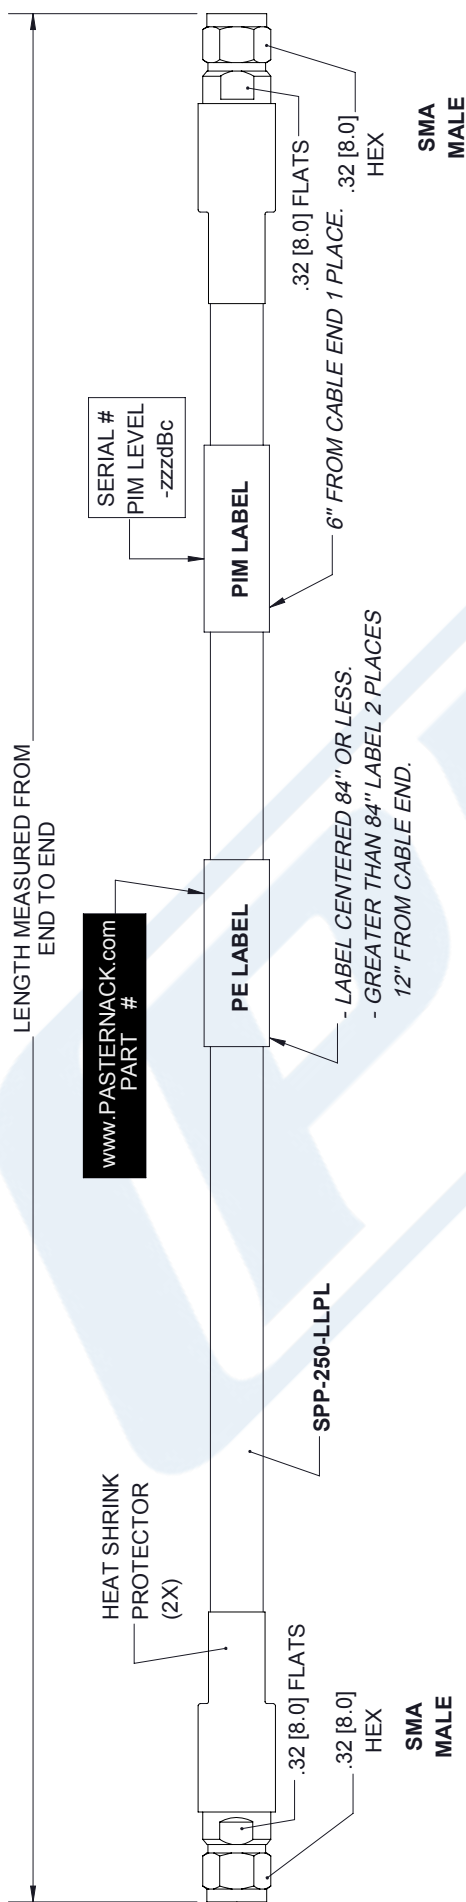 LENGTH MEASURED FROM
END TO END
HEAT SHRINK
PROTECTOR
(2X)
www.PASTERNACK.com
PART #
SERIAL #
PIM LEVEL
-zzzdBc
PE LABEL
PIM LABEL
.32 [8.0] FLATS
.32 [8.0]
HEX
SMA
MALE
SPP-250-LLPL
- LABEL CENTERED 84" OR LESS.
- GREATER THAN 84" LABEL 2 PLACES
12" FROM CABLE END.
6" FROM CABLE END 1 PLACE.
.32 [8.0] FLATS
.32 [8.0]
HEX
SMA
MALE